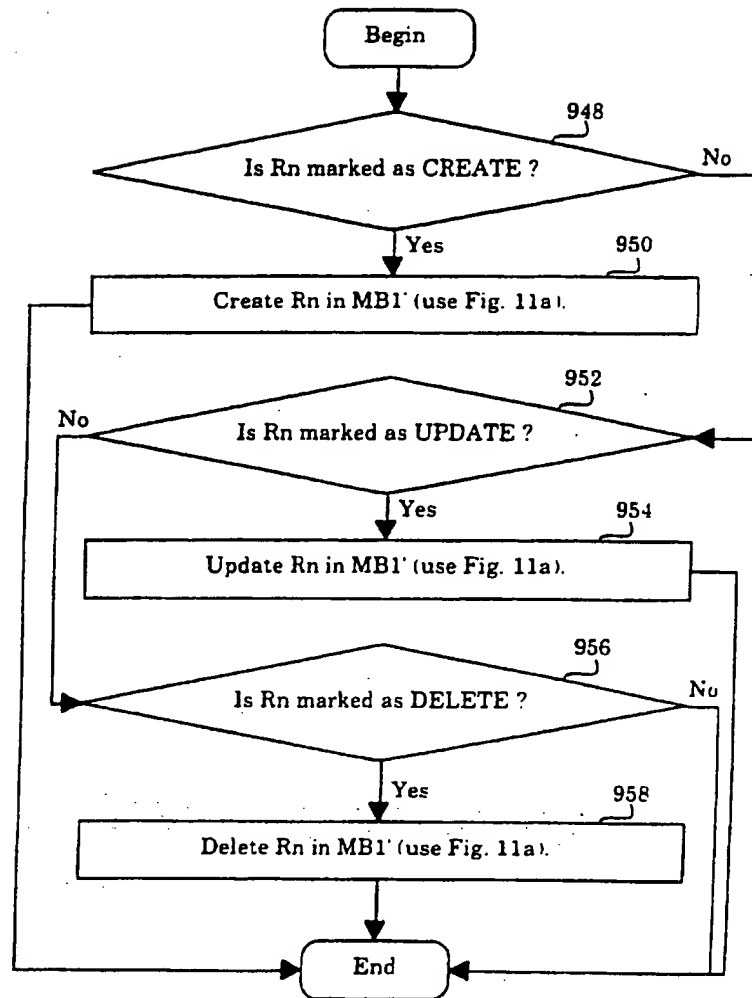 Begin
948
Is Rn marked as CREATE ?
No
Yes
950
Create Rn in MB1' (use Fig. 11a).
952
No
Is Rn marked as UPDATE ?
Yes
954
Update Rn in MB1' (use Fig. 11a).
956
Is Rn marked as DELETE ?
No
Yes
958
Delete Rn in MB1' (use Fig. 11a).
End